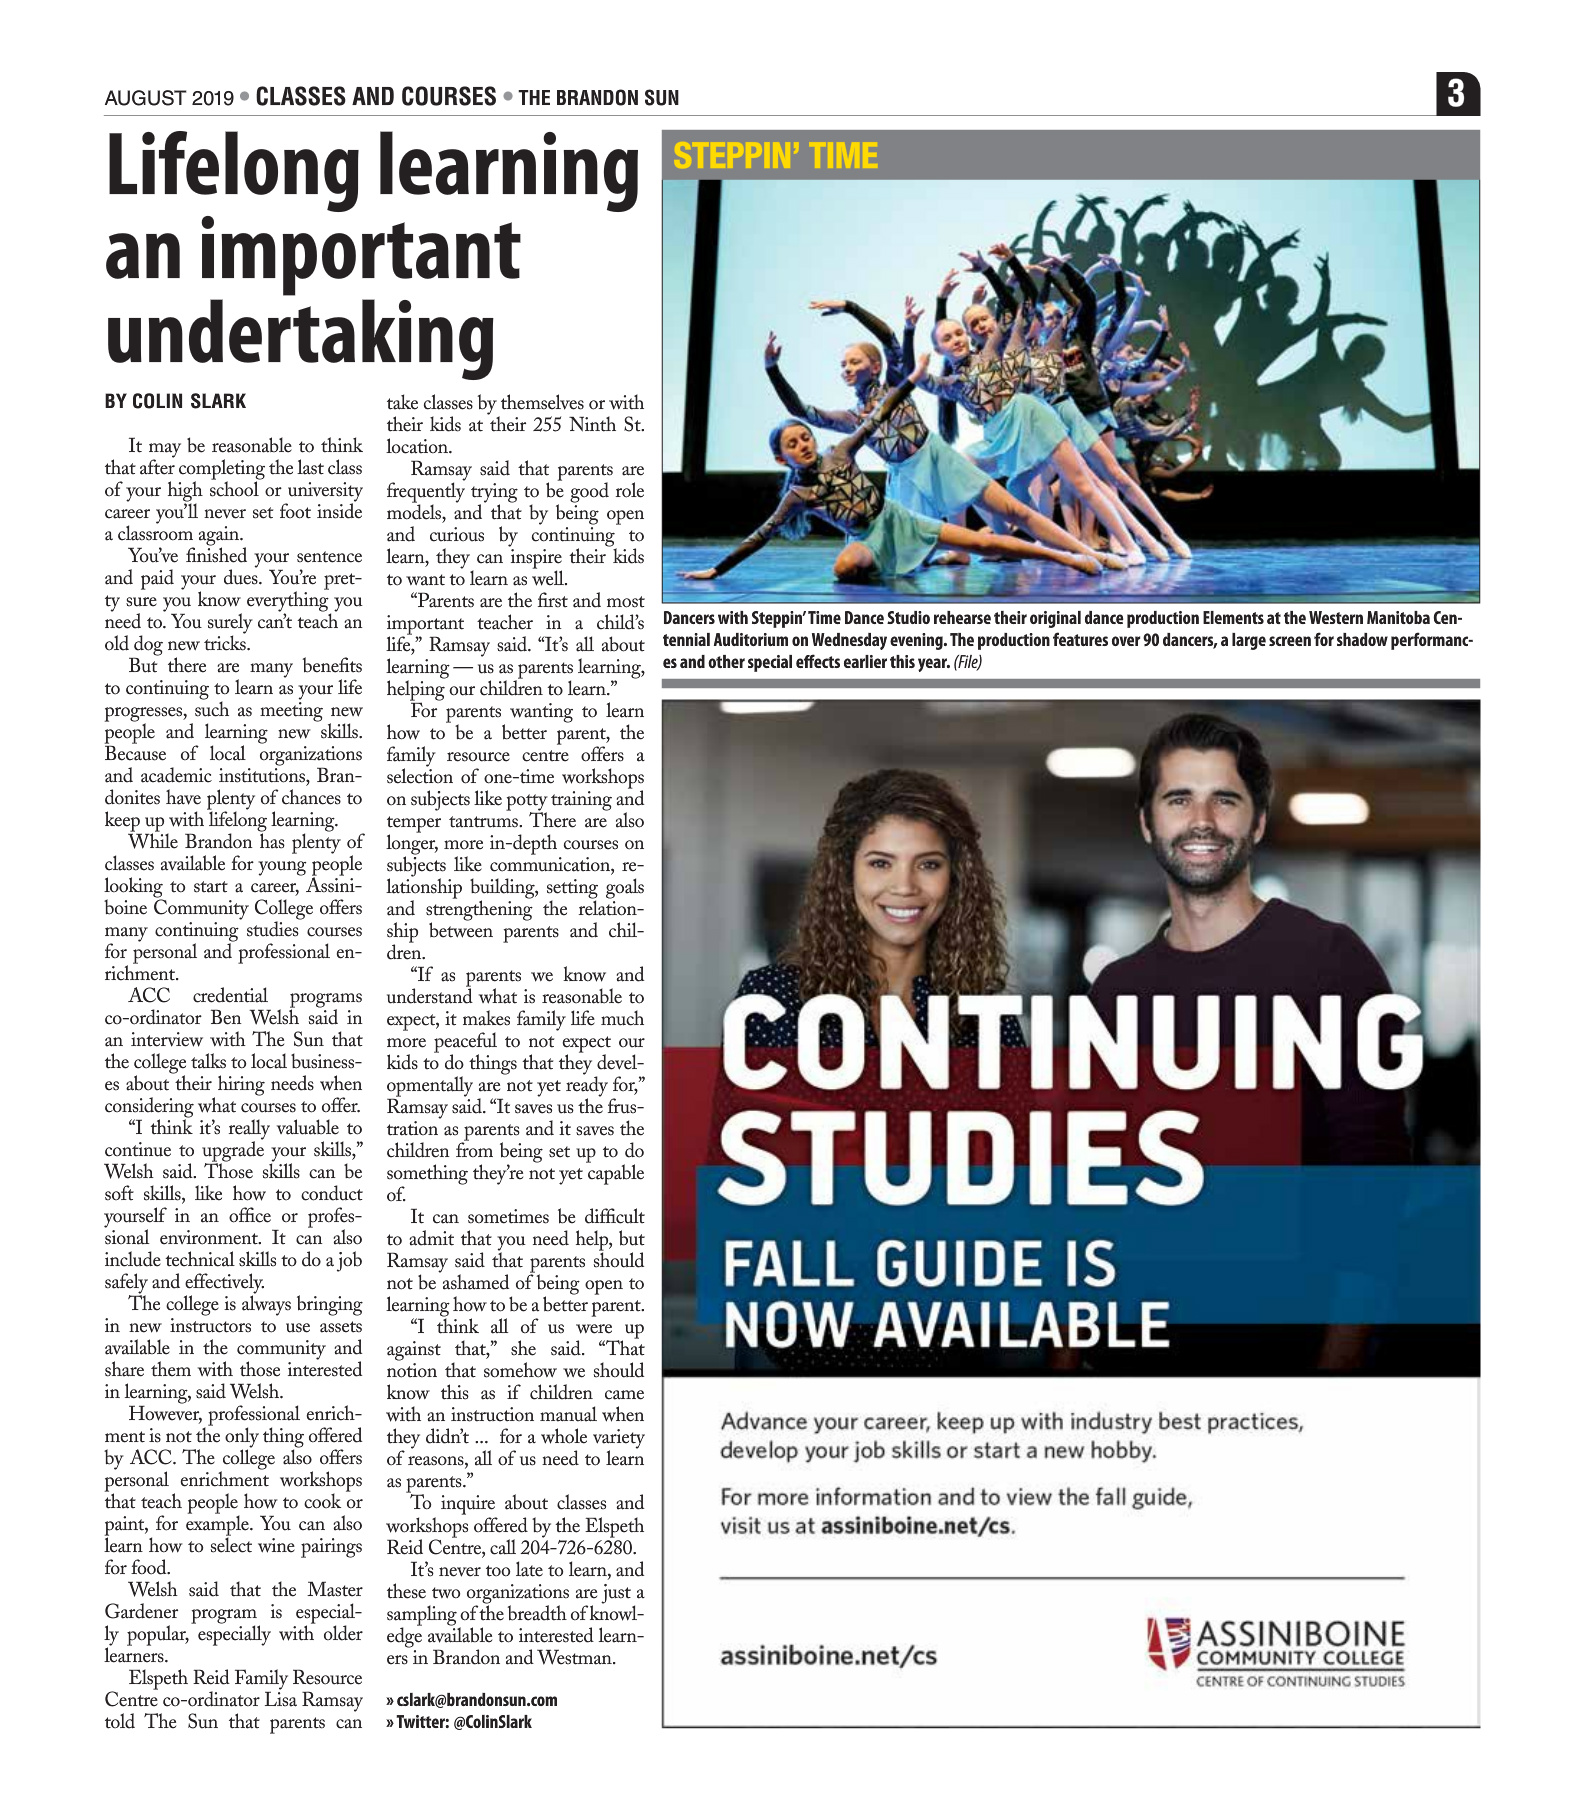 AUGUST 2019 • CLASSES AND COURSES • THE BRANDON SUN
3
Lifelong learning
an important
undertaking
BY COLIN SLARK
It may be reasonable to think
that after completing the last class
of your high school or university
career you’ll never set foot inside
a classroom again.
You’ve finished your sentence
and paid your dues. You’re pret-
ty sure you know everything you
need to. You surely can’t teach an
old dog new tricks.
But there are many benefits
to continuing to learn as your life
progresses, such as meeting new
people and learning new skills.
Because of local organizations
and academic institutions, Bran-
donites have plenty of chances to
keep up with lifelong learning.
While Brandon has plenty of
classes available for young people
looking to start a career, Assini-
boine Community College offers
many continuing studies courses
for personal and professional en-
richment.
ACC credential programs
co-ordinator Ben Welsh said in
an interview with The Sun that
the college talks to local business-
es about their hiring needs when
considering what courses to offer.
“I think it’s really valuable to
continue to upgrade your skills,”
Welsh said. Those skills can be
soft skills, like how to conduct
yourself in an office or profes-
sional environment. It can also
include technical skills to do a job
safely and effectively.
The college is always bringing
in new instructors to use assets
available in the community and
share them with those interested
in learning, said Welsh.
However, professional enrich-
ment is not the only thing offered
by ACC. The college also offers
personal enrichment workshops
that teach people how to cook or
paint, for example. You can also
learn how to select wine pairings
for food.
Welsh said that the Master
Gardener program is especial-
ly popular, especially with older
learners.
Elspeth Reid Family Resource
Centre co-ordinator Lisa Ramsay
told The Sun that parents can
take classes by themselves or with
their kids at their 255 Ninth St.
location.
Ramsay said that parents are
frequently trying to be good role
models, and that by being open
and curious by continuing to
learn, they can inspire their kids
to want to learn as well.
“Parents are the first and most
important teacher in a child’s
life,” Ramsay said. “It’s all about
learning — us as parents learning,
helping our children to learn.”
For parents wanting to learn
how to be a better parent, the
family resource centre offers a
selection of one-time workshops
on subjects like potty training and
temper tantrums. There are also
longer, more in-depth courses on
subjects like communication, re-
lationship building, setting goals
and strengthening the relation-
ship between parents and chil-
dren.
“If as parents we know and
understand what is reasonable to
expect, it makes family life much
more peaceful to not expect our
kids to do things that they devel-
opmentally are not yet ready for,”
Ramsay said. “It saves us the frus-
tration as parents and it saves the
children from being set up to do
something they’re not yet capable
of.
It can sometimes be difficult
to admit that you need help, but
Ramsay said that parents should
not be ashamed of being open to
learning how to be a better parent.
“I think all of us were up
against that,” she said. “That
notion that somehow we should
know this as if children came
with an instruction manual when
they didn’t ... for a whole variety
of reasons, all of us need to learn
as parents.”
To inquire about classes and
workshops offered by the Elspeth
Reid Centre, call 204-726-6280.
It’s never too late to learn, and
these two organizations are just a
sampling of the breadth of knowl-
edge available to interested learn-
ers in Brandon and Westman.
» cslark@brandonsun.com
» Twitter: @ColinSlark
STEPPIN’ TIME
Dancers with Steppin’ Time Dance Studio rehearse their original dance production Elements at the Western Manitoba Cen-
tennial Auditorium on Wednesday evening. The production features over 90 dancers, a large screen for shadow performanc-
es and other special effects earlier this year. (File)
CONTINUING
STUDIES
FALL GUIDE IS
NOW AVAILABLE
Advance your career, keep up with industry best practices,
develop your job skills or start a new hobby.
For more information and to view the fall guide,
visit us at assiniboine.net/cs.
assiniboine.net/cs
ASSINIBOINE
COMMUNITY COLLEGE
CENTRE OF CONTINUING STUDIES